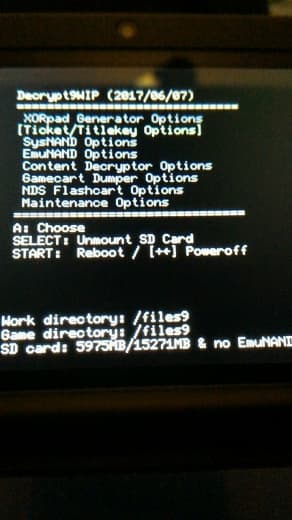 Decrypt9WIP (2017/06/07)
XORpad Generator Options
[Ticket/Titlekey Options]
SysNAND Options
EmuNAND Options
Content Decryptor Options
Gamecart Dumper Options
NDS Flashcart Options
Maintenance Options
A: Choose
SELECT: Unmount SD Card
START: Reboot / [++] Poweroff
Work directory: /files9
Game directory: /files9
SD card: 5975MB/15271MB & no EmuNAND